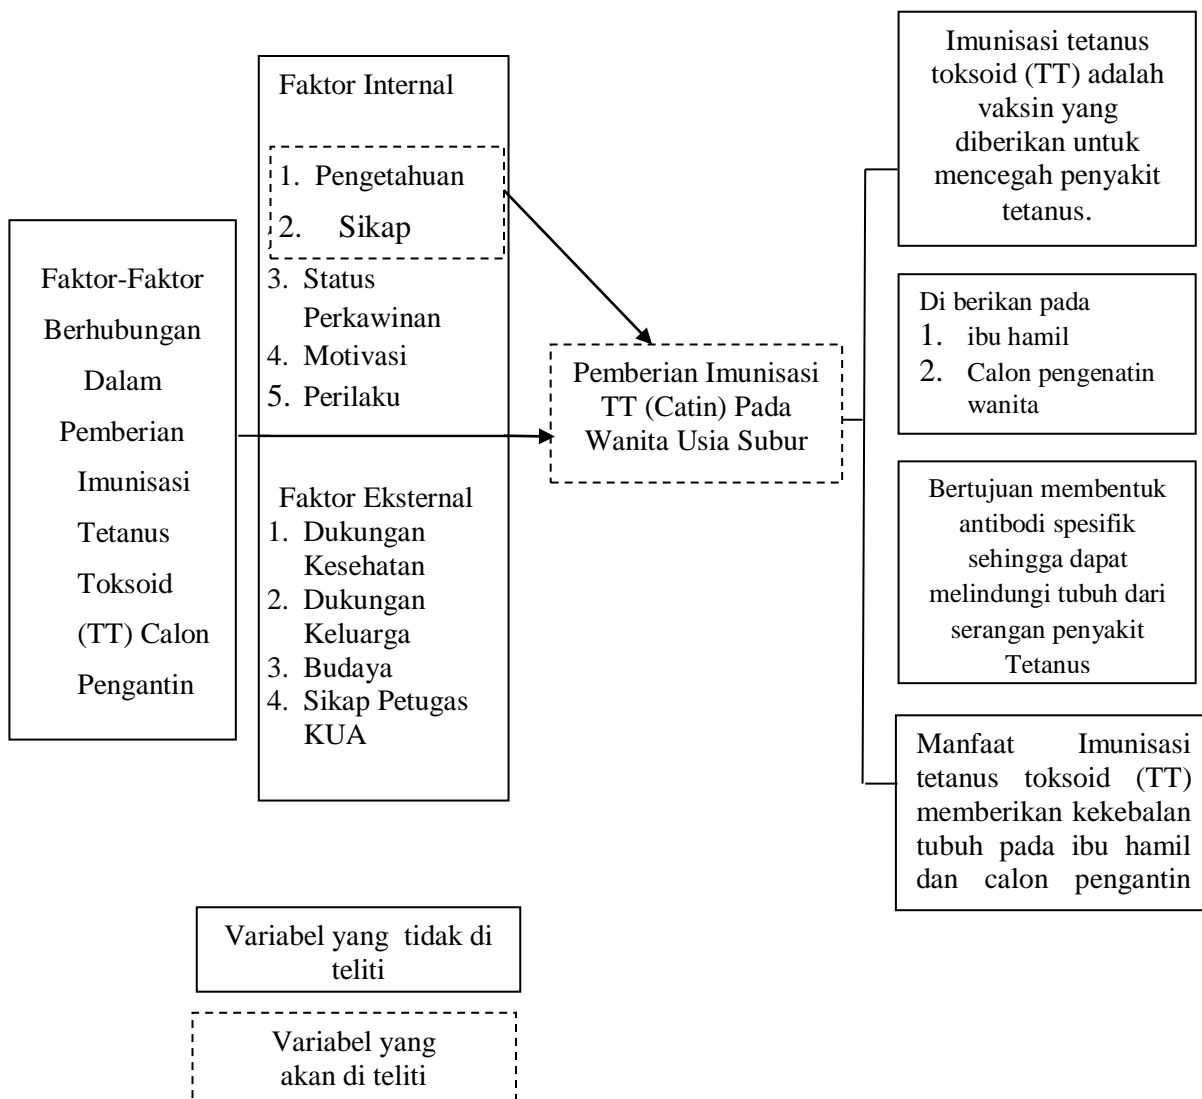 Faktor-Faktor
Berhubungan
Dalam
Pemberian
Imunisasi
Tetanus
Toksoid
(TT) Calon
Pengantin
Faktor Internal
1. Pengetahuan
2. Sikap
3. Status
Perkawinan
4. Motivasi
5. Perilaku
Faktor Eksternal
1. Dukungan
Kesehatan
2. Dukungan
Keluarga
3. Budaya
4. Sikap Petugas
KUA
Pemberian Imunisasi
TT (Catin) Pada
Wanita Usia Subur
Imunisasi tetanus
toksoid (TT) adalah
vaksin yang
diberikan untuk
mencegah penyakit
tetanus.
Di berikan pada
1. ibu hamil
2. Calon pengenatin
wanita
Bertujuan membentuk
antibodi spesifik
sehingga dapat
melindungi tubuh dari
serangan penyakit
Tetanus
Manfaat Imunisasi
tetanus toksoid (TT)
memberikan kekebalan
tubuh pada ibu hamil
dan calon pengantin
Variabel yang tidak di
teliti
Variabel yang
akan di teliti